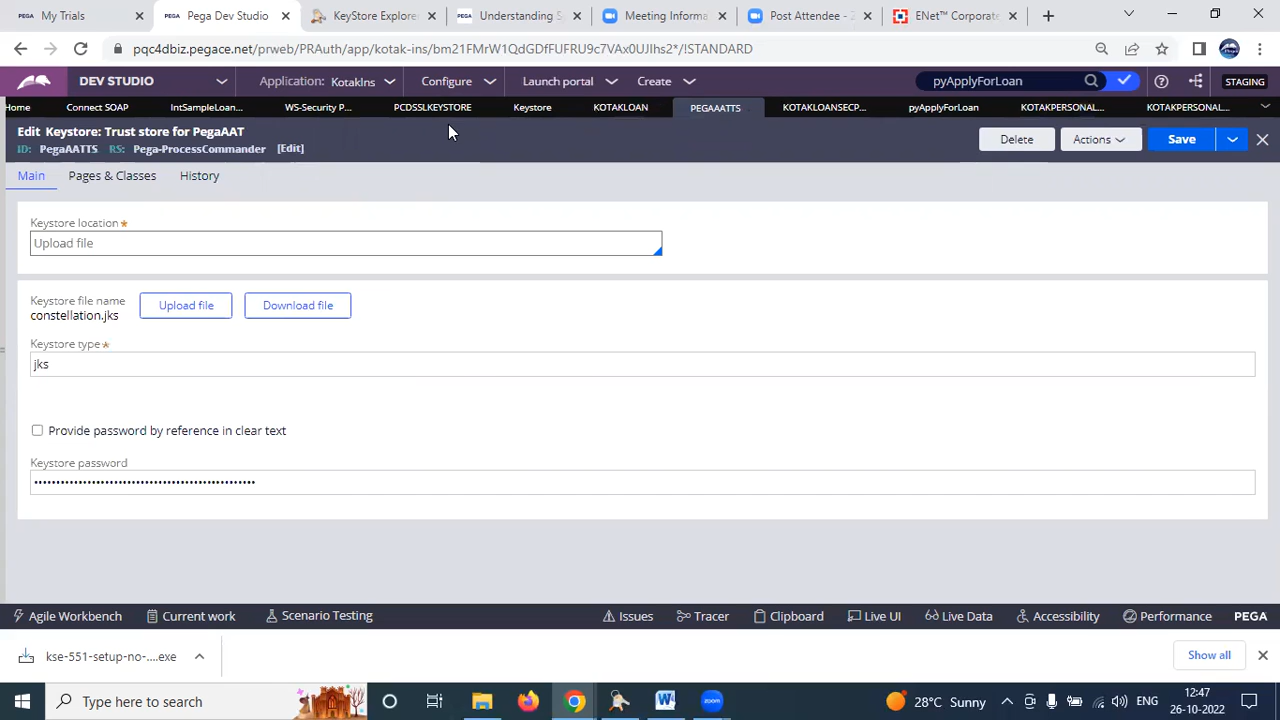 My Trials
Pega Dev Studio
KeyStore Explore
Understanding S
Meeting Informa
Post Attendee - Z
ENet™ Corporate
pqc4dbiz.pegace.net/prweb/PRAuth/app/kotak-ins/bm21FMrW1QdGDfFUFRU9c7VAx0UJIhs2*/!STANDARD
DEV STUDIO
Application: KotakIns
Configure
Launch portal
Create
pyApplyForLoan
STAGING
Home
Connect SOAP
IntSampleLoan...
WS-Security P...
PCDSSLKEYSTORE
Keystore
KOTAKLOAN
PEGAAATTS
KOTAKLOANSECP...
pyApplyForLoan
KOTAKPERSONAL...
KOTAKPERSONAL...
Edit Keystore: Trust store for PegaAAT
ID: PegaAATTS RS: Pega-ProcessCommander [Edit]
Delete
Actions
Save
Main
Pages & Classes
History
Keystore location *
Upload file
Keystore file name
constellation.jks
Upload file
Download file
Keystore type *
jks
Provide password by reference in clear text
Keystore password
••••••••••••••••••••••••••••••••••••••••••••••••••
Agile Workbench
Current work
Scenario Testing
Issues
Tracer
Clipboard
Live UI
Live Data
Accessibility
Performance
PEGA
kse-551-setup-no-....exe
Show all
Type here to search
28°C Sunny
ENG
12:47
26-10-2022